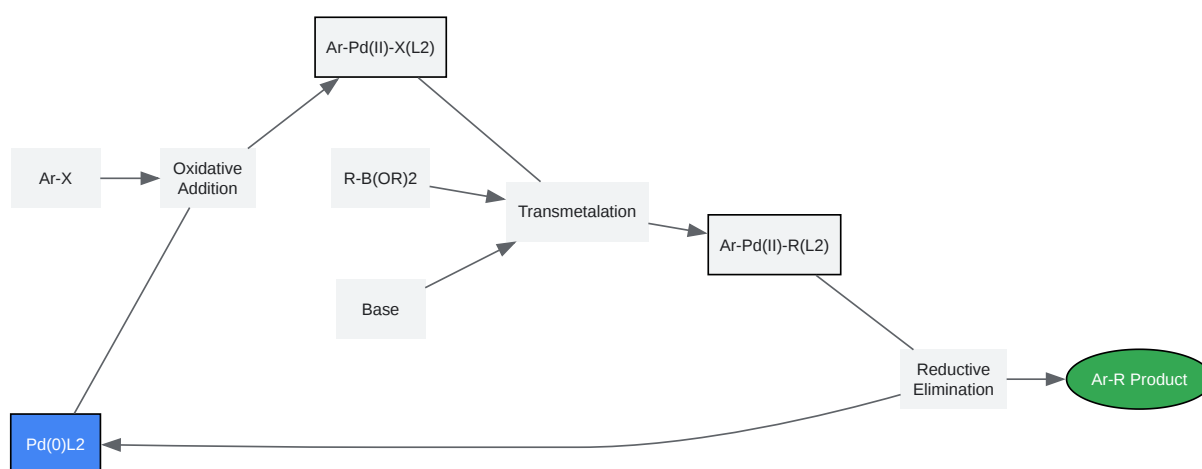 Ar-Pd(II)-X(L2)
Ar-X
Oxidative
Addition
R-B(OR)2
Transmetalation
Ar-Pd(II)-R(L2)
Base
Reductive
Elimination
Ar-R Product
Pd(0)L2